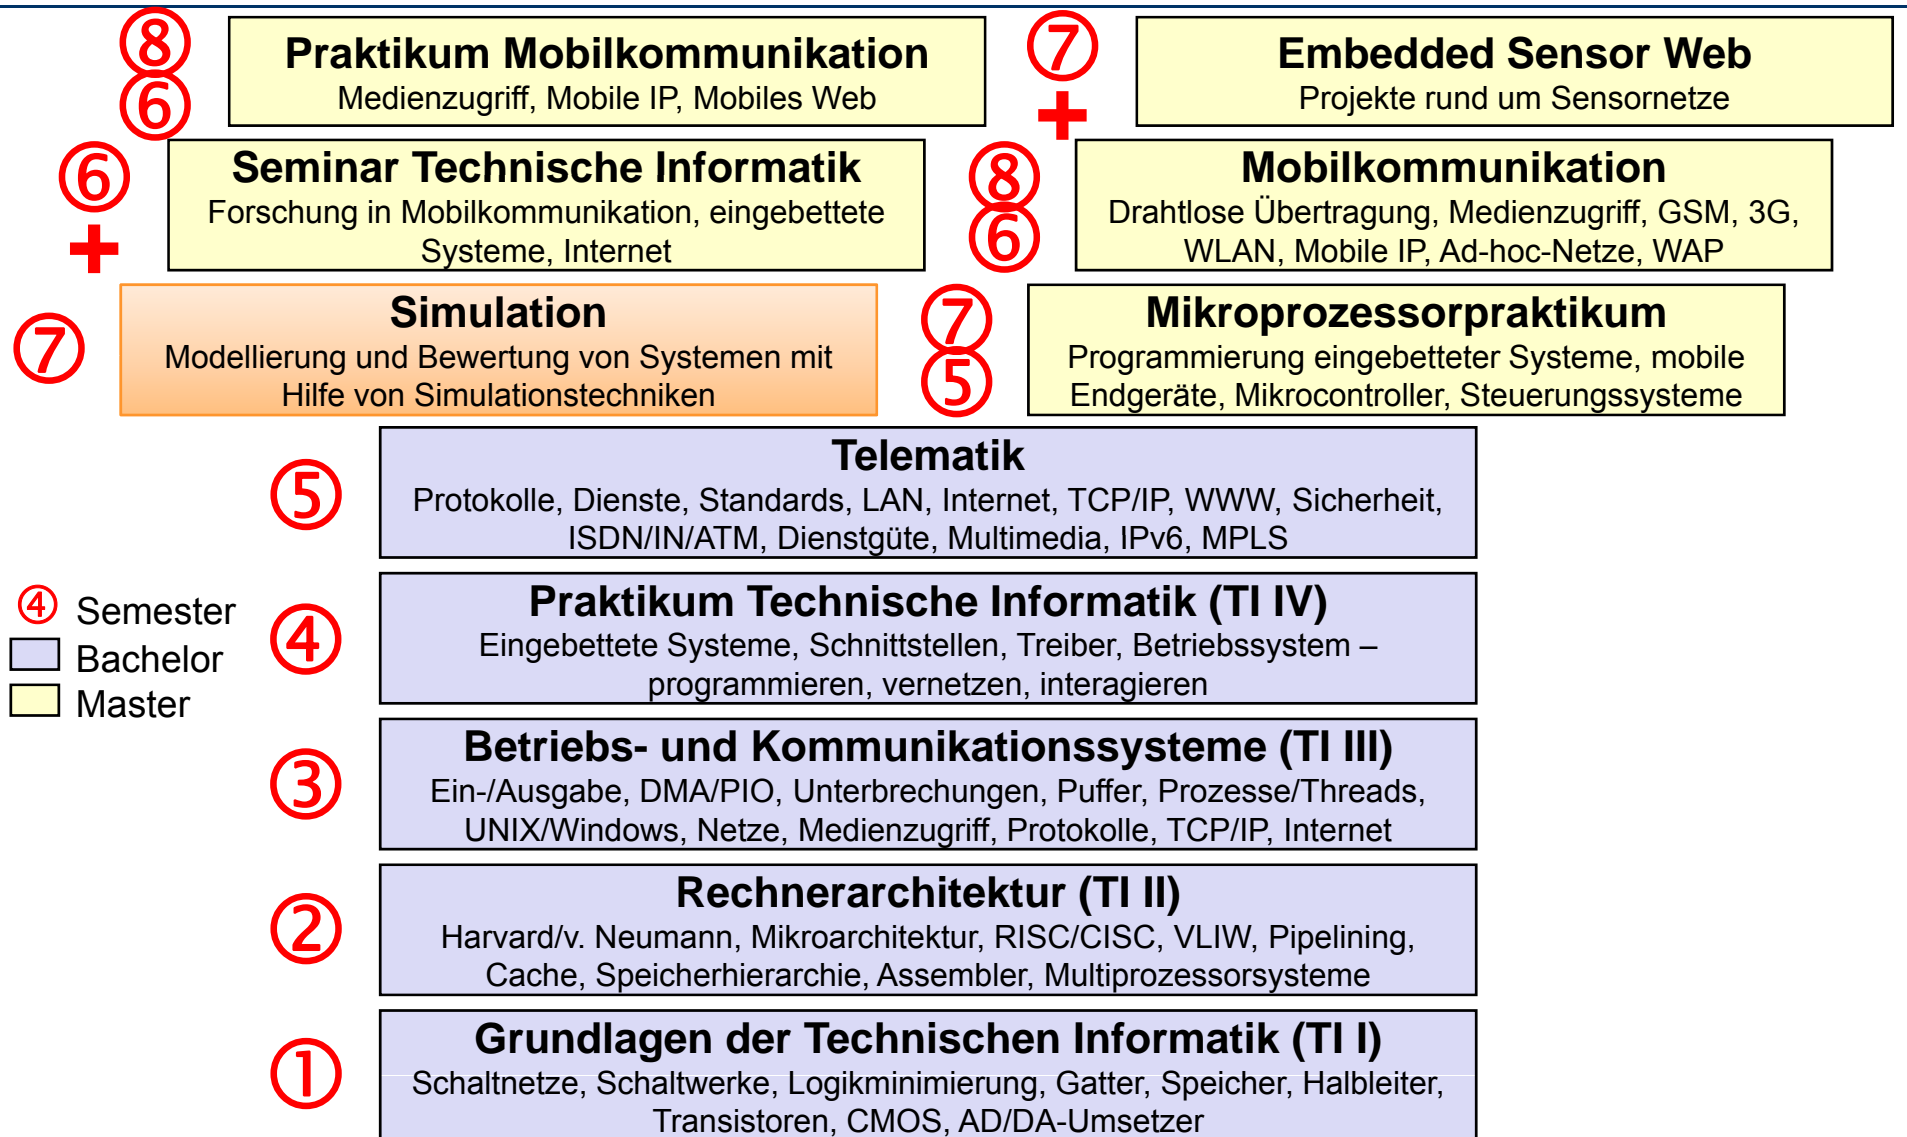 ⑧
⑥
Praktikum Mobilkommunikation
Medienzugriff, Mobile IP, Mobiles Web
⑦
+
Embedded Sensor Web
Projekte rund um Sensornetze
⑥
+
Seminar Technische Informatik
Forschung in Mobilkommunikation, eingebettete
Systeme, Internet
⑧
⑥
Mobilkommunikation
Drahtlose Übertragung, Medienzugriff, GSM, 3G,
WLAN, Mobile IP, Ad-hoc-Netze, WAP
⑦
Simulation
Modellierung und Bewertung von Systemen mit
Hilfe von Simulationstechniken
⑦
⑤
Mikroprozessorpraktikum
Programmierung eingebetteter Systeme, mobile
Endgeräte, Mikrocontroller, Steuerungssysteme
⑤
Telematik
Protokolle, Dienste, Standards, LAN, Internet, TCP/IP, WWW, Sicherheit,
ISDN/IN/ATM, Dienstgüte, Multimedia, IPv6, MPLS
④ Semester
Bachelor
Master
④
Praktikum Technische Informatik (TI IV)
Eingebettete Systeme, Schnittstellen, Treiber, Betriebssystem –
programmieren, vernetzen, interagieren
③
Betriebs- und Kommunikationssysteme (TI III)
Ein-/Ausgabe, DMA/PIO, Unterbrechungen, Puffer, Prozesse/Threads,
UNIX/Windows, Netze, Medienzugriff, Protokolle, TCP/IP, Internet
②
Rechnerarchitektur (TI II)
Harvard/v. Neumann, Mikroarchitektur, RISC/CISC, VLIW, Pipelining,
Cache, Speicherhierarchie, Assembler, Multiprozessorsysteme
①
Grundlagen der Technischen Informatik (TI I)
Schaltnetze, Schaltwerke, Logikminimierung, Gatter, Speicher, Halbleiter,
Transistoren, CMOS, AD/DA-Umsetzer